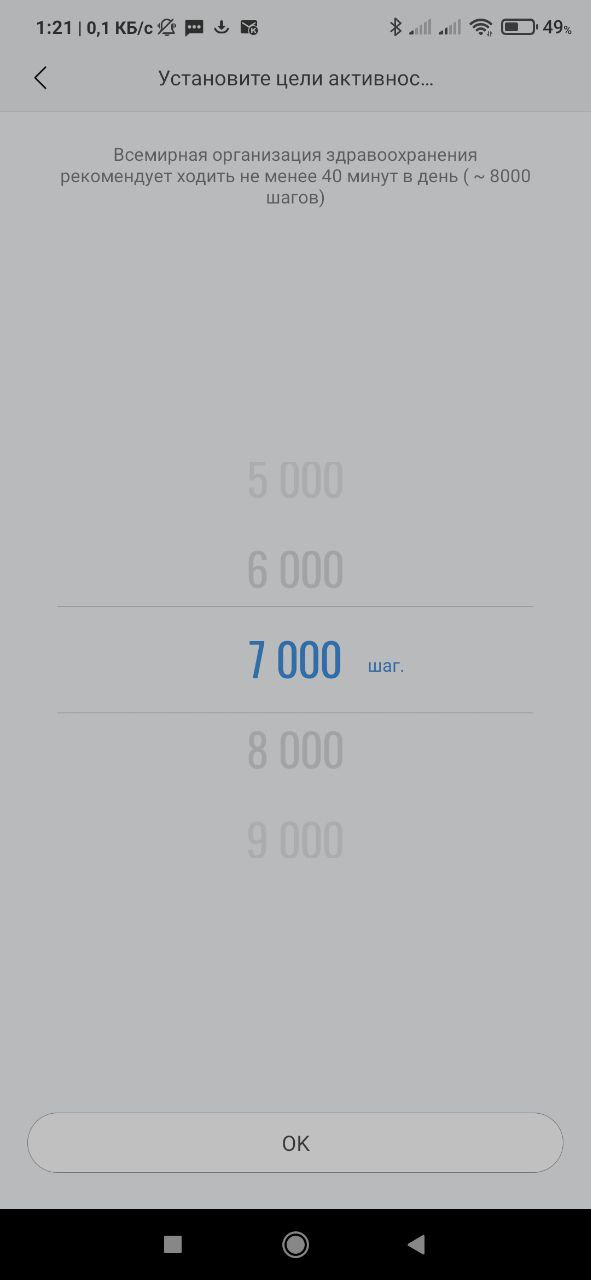 1:21 | 0,1 КБ/с 49%
Установите цели активнос...
Всемирная организация здравоохранения
рекомендует ходить не менее 40 минут в день ( ~ 8000
шагов)
5 000
6 000
7 000 шаг.
8 000
9 000
OK